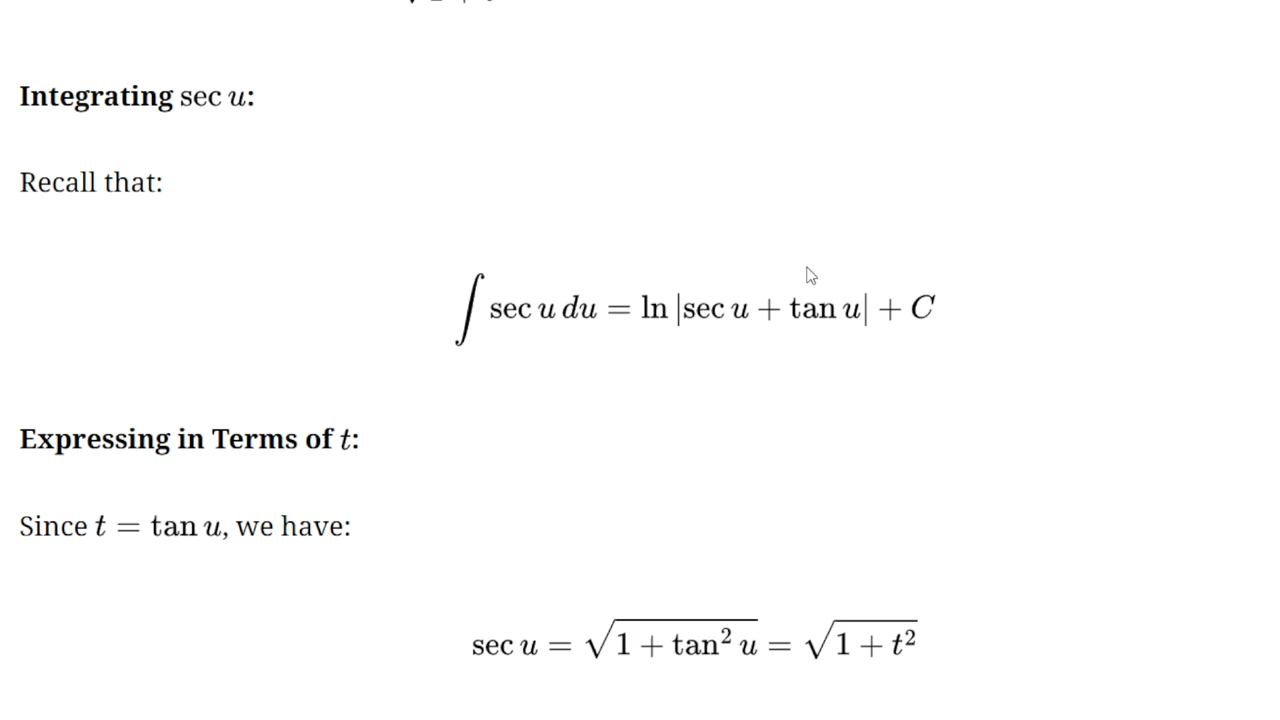 Integrating sec u:
Recall that:
∫ sec u du = ln |sec u + tan u| + C
Expressing in Terms of t:
Since t = tan u, we have:
sec u = √(1 + tan² u) = √(1 + t²)